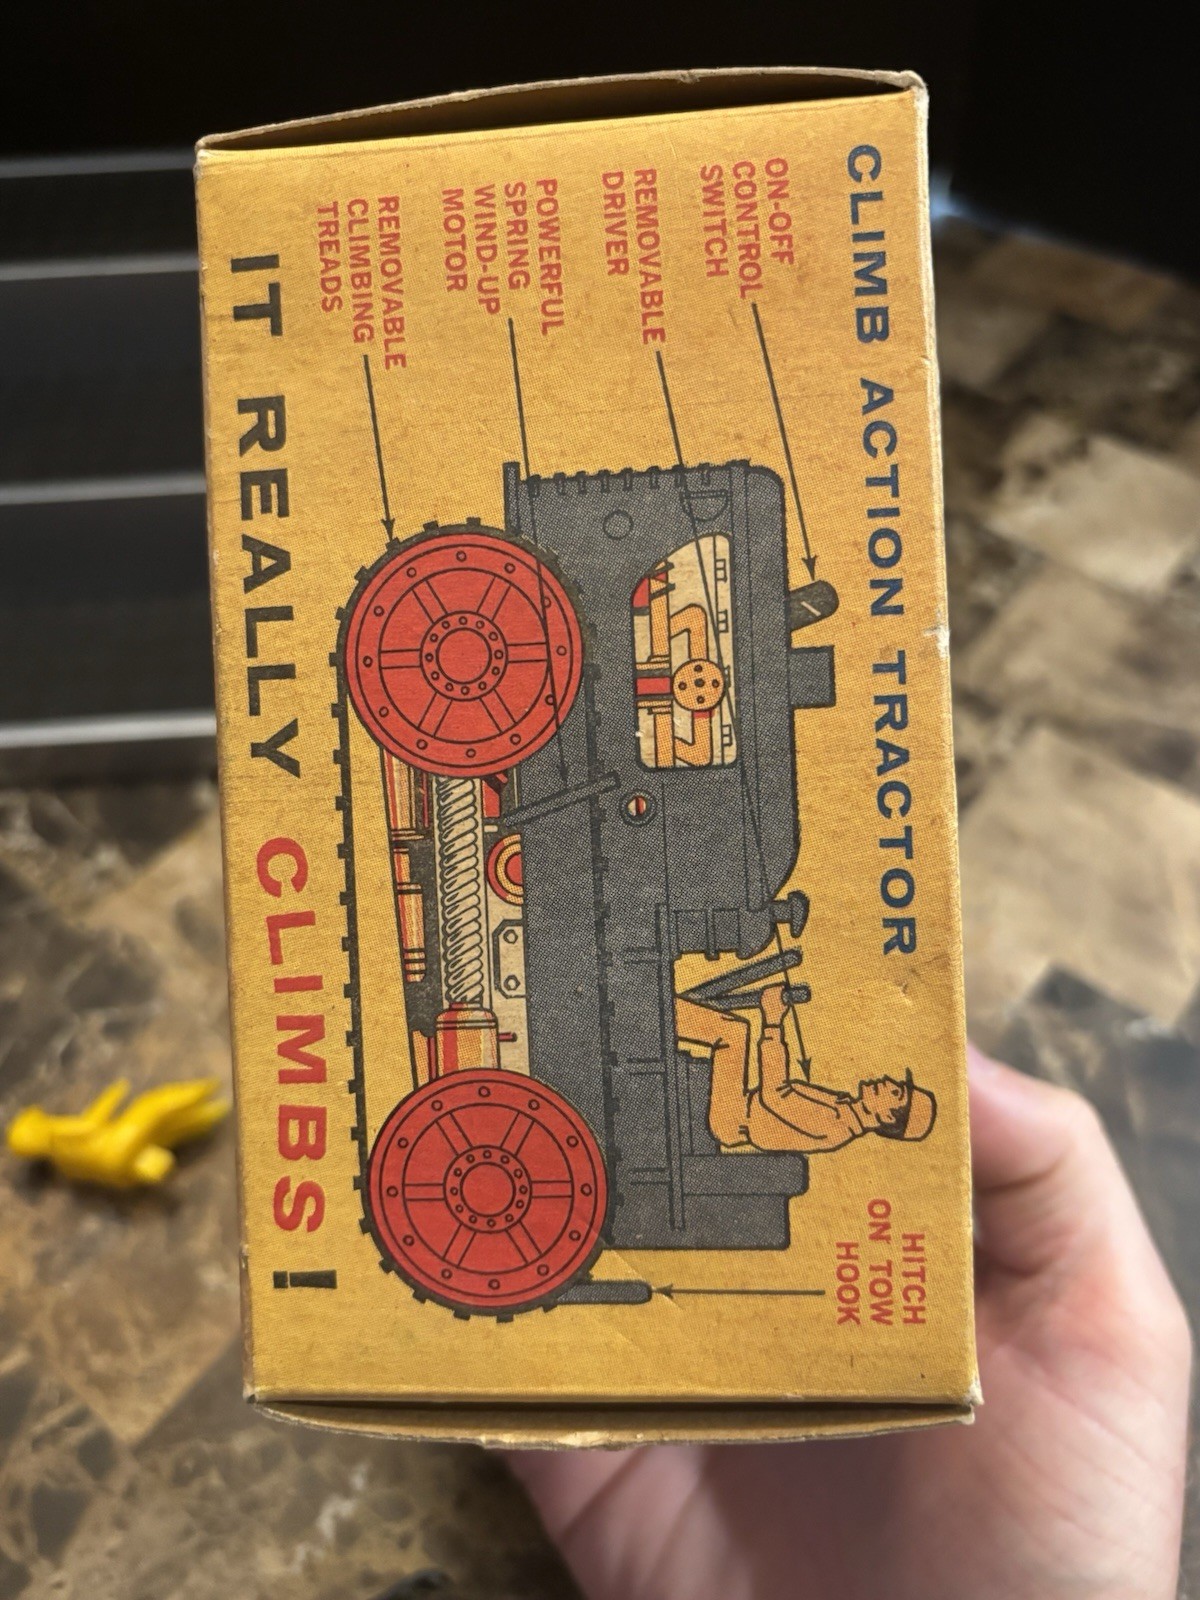 CLIMB ACTION TRACTOR
ON-OFF
CONTROL
SWITCH
REMOVABLE
DRIVER
POWERFUL
SPRING
WIND-UP
MOTOR
REMOVABLE
CLIMBING
TREADS
HITCH
ON TOW
HOOK
IT REALLY CLIMBS!